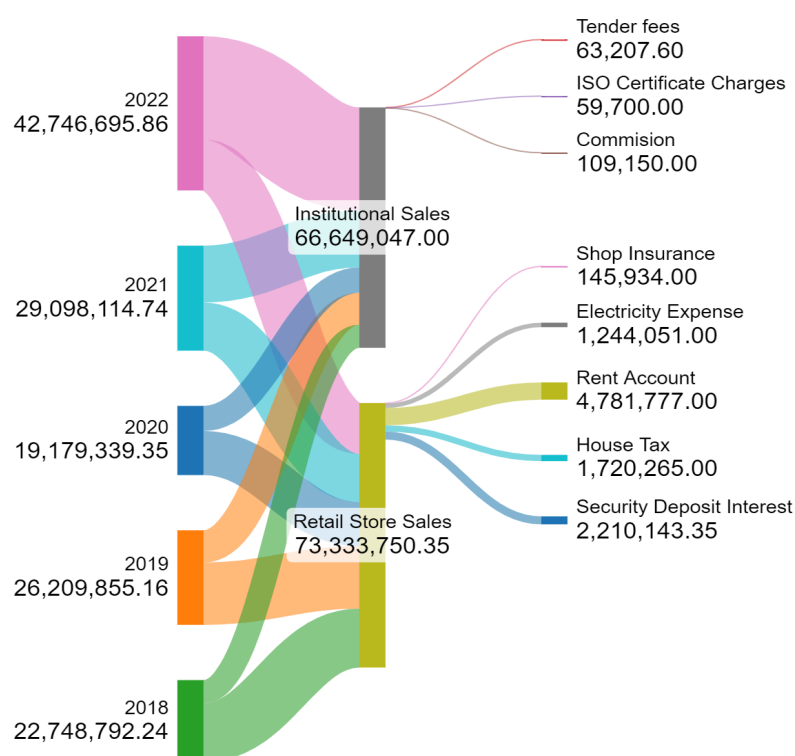 2022
42,746,695.86
2021
29,098,114.74
2020
19,179,339.35
2019
26,209,855.16
2018
22,748,792.24
Institutional Sales
66,649,047.00
Retail Store Sales
73,333,750.35
Tender fees
63,207.60
ISO Certificate Charges
59,700.00
Commision
109,150.00
Shop Insurance
145,934.00
Electricity Expense
1,244,051.00
Rent Account
4,781,777.00
House Tax
1,720,265.00
Security Deposit Interest
2,210,143.35